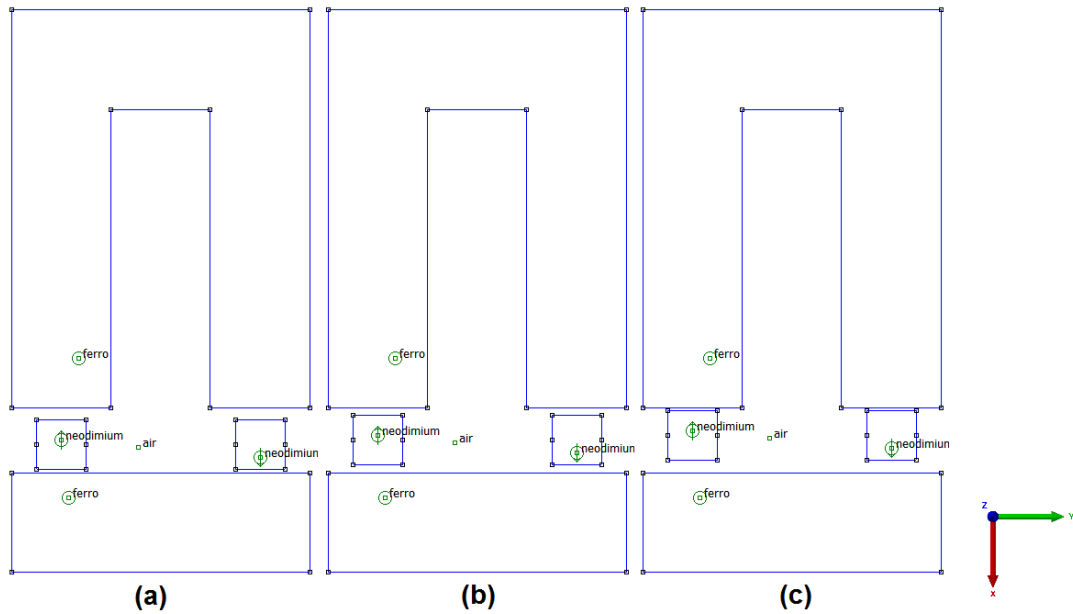 ferro
neodimium
air
neodimiun
ferro
(a)
ferro
neodimium
air
neodimiun
ferro
(b)
ferro
neodimium
air
neodimiun
ferro
(c)
Z
Y
X